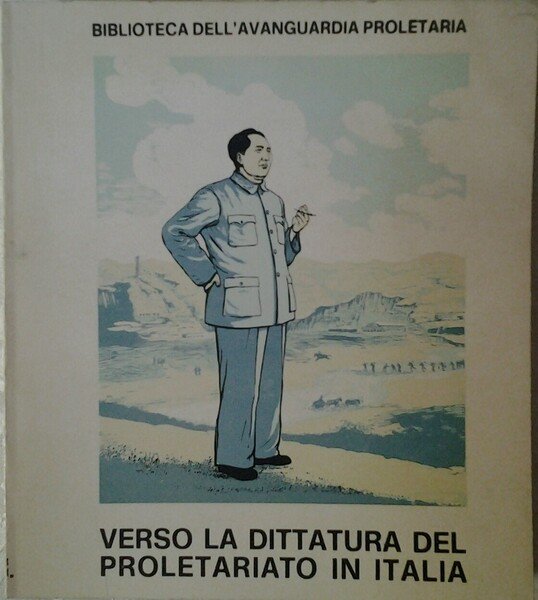 BIBLIOTECA DELL'AVANGUARDIA PROLETARIA
VERSO LA DITTATURA DEL
PROLETARIATO IN ITALIA